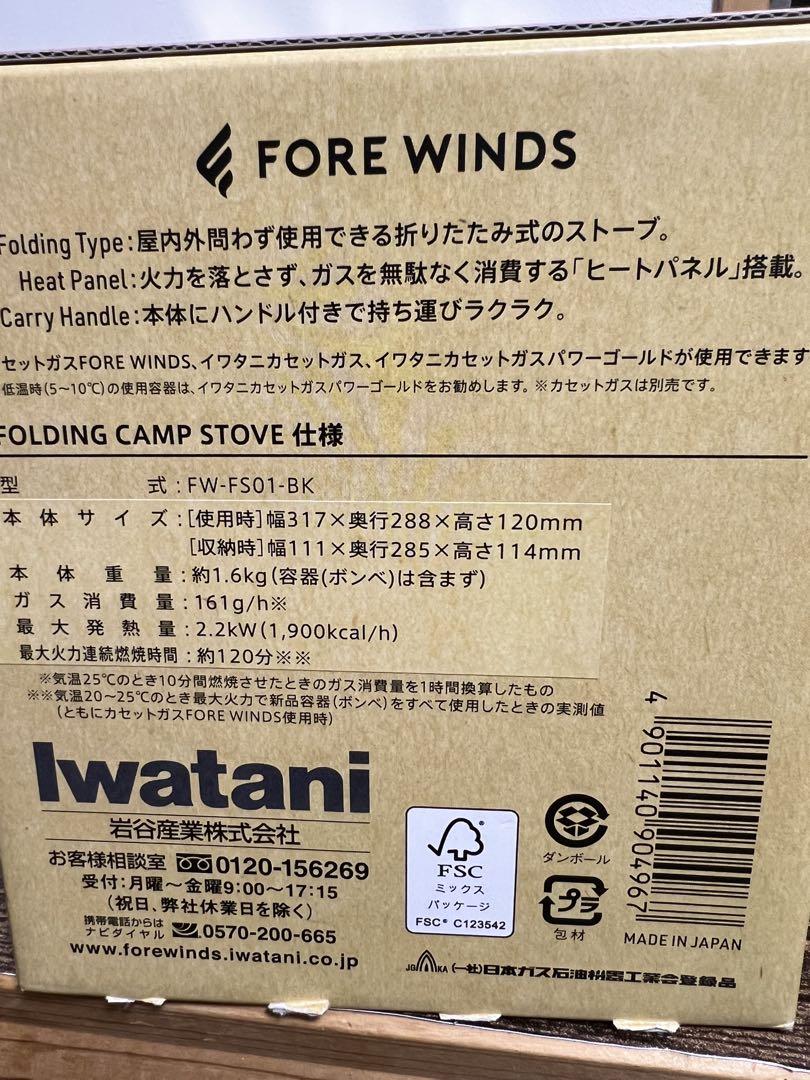 FORE WINDS
Folding Type:屋内外問わず使用できる折りたたみ式のストーブ。
Heat Panel:火力を落とさず、ガスを無駄なく消費する「ヒートパネル」搭載。
Carry Handle:本体にハンドル付きで持ち運びラクラク。
セットガスFORE WINDS、イワタニカセットガス、イワタニカセットガスパワーゴールドが使用できます
低温時(5~10℃)の使用容器は、イワタニカセットガスパワーゴールドをお勧めします。※カセットガスは別売です。
FOLDING CAMP STOVE 仕様
型 式:FW-FS01-BK
本体サイズ:[使用時]幅317×奥行288×高さ120mm
[収納時]幅111×奥行285×高さ114mm
本体重量:約1.6kg(容器(ボンベ)は含まず)
ガス消費量:161g/h※
最大発熱量:2.2kW(1,900kcal/h)
最大火力連続燃焼時間:約120分※※
※気温25℃のとき10分間燃焼させたときのガス消費量を1時間換算したもの
※※気温20~25℃のとき最大火力で新品容器(ボンベ)をすべて使用したときの実測値
(ともにカセットガスFORE WINDS使用時)
Iwatani
岩谷産業株式会社
お客様相談室 0120-156269
受付:月曜~金曜9:00~17:15
(祝日、弊社休業日を除く)
携帯電話からは
ナビダイヤル 0570-200-665
www.forewinds.iwatani.co.jp
FSC
ミックス
パッケージ
FSC® C123542
ダンボール
プラ
包材
4 901140 904967
MADE IN JAPAN
JGKA (一社)日本ガス石油機器工業会登録品